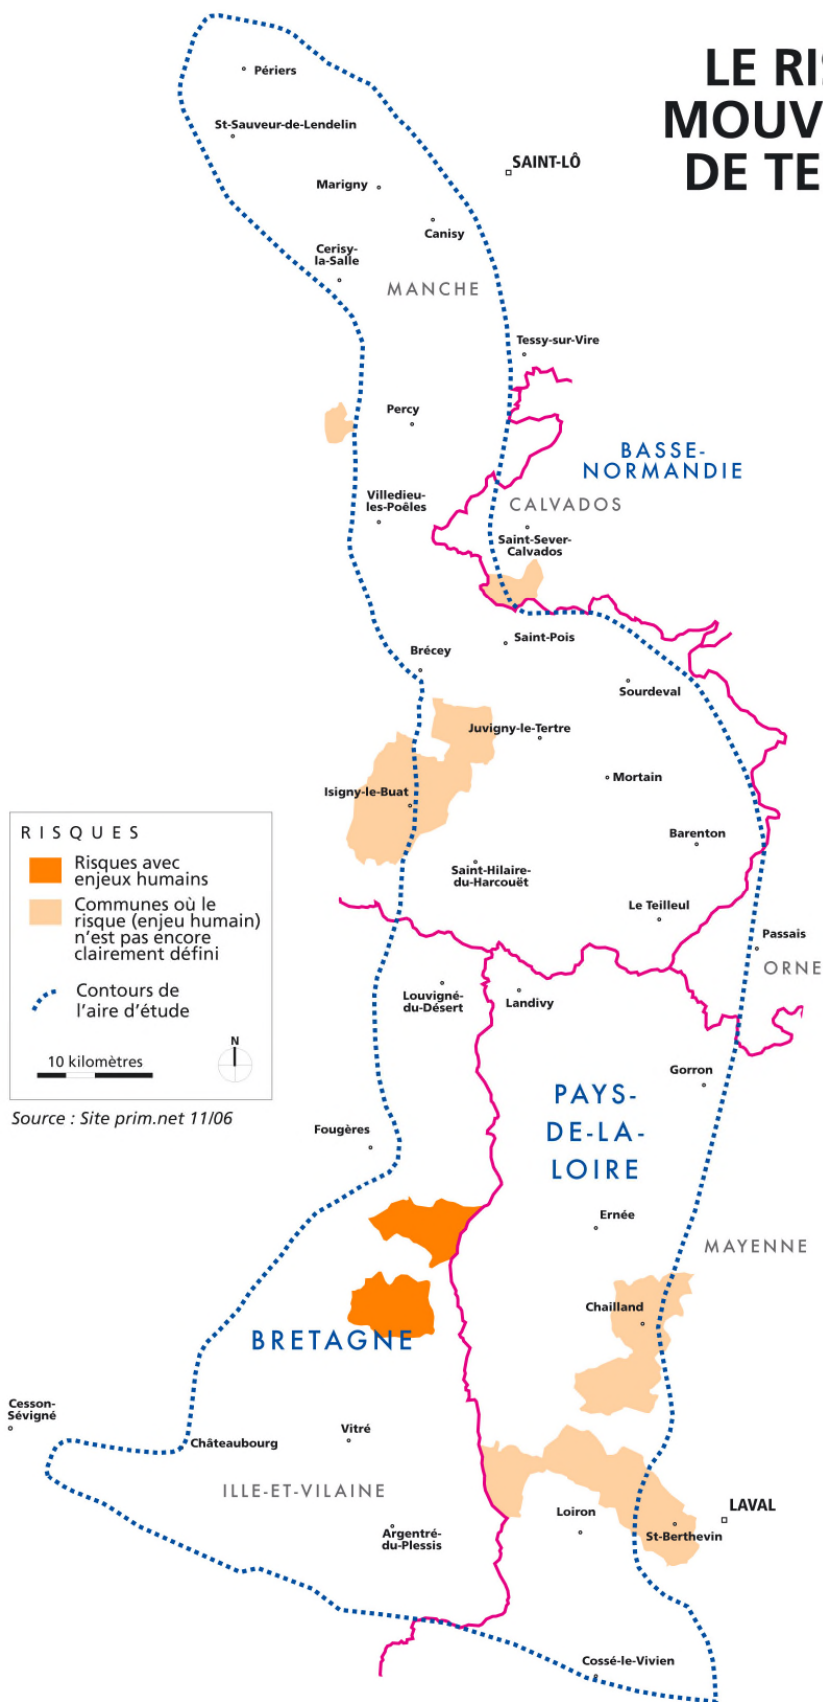 LE RIS
MOUV
DE TE
Périers
St-Sauveur-de-Lendelin
SAINT-LÔ
Marigny
Canisy
Cerisy-
la-Salle
MANCHE
Tessy-sur-Vire
Percy
BASSE-
NORMANDIE
Villedieu-
les-Poêles
CALVADOS
Saint-Sever-
Calvados
Saint-Pois
Brécey
Sourdeval
Juvigny-le-Tertre
Mortain
Isigny-le-Buat
Barenton
Saint-Hilaire-
du-Harcouët
Le Teilleul
Passais
ORNE
Louvigné-
du-Désert
Landivy
RISQUES
Risques avec
enjeux humains
Communes où le
risque (enjeu humain)
n'est pas encore
clairement défini
Contours de
l'aire d'étude
10 kilomètres
N
Source : Site prim.net 11/06
Gorron
PAYS-
DE-LA-
LOIRE
Fougères
Ernée
MAYENNE
Chailland
BRETAGNE
Cesson-
Sévigné
Châteaubourg
Vitré
ILLE-ET-VILAINE
LAVAL
Loiron
St-Berthevin
Argentré-
du-Plessis
Cossé-le-Vivien